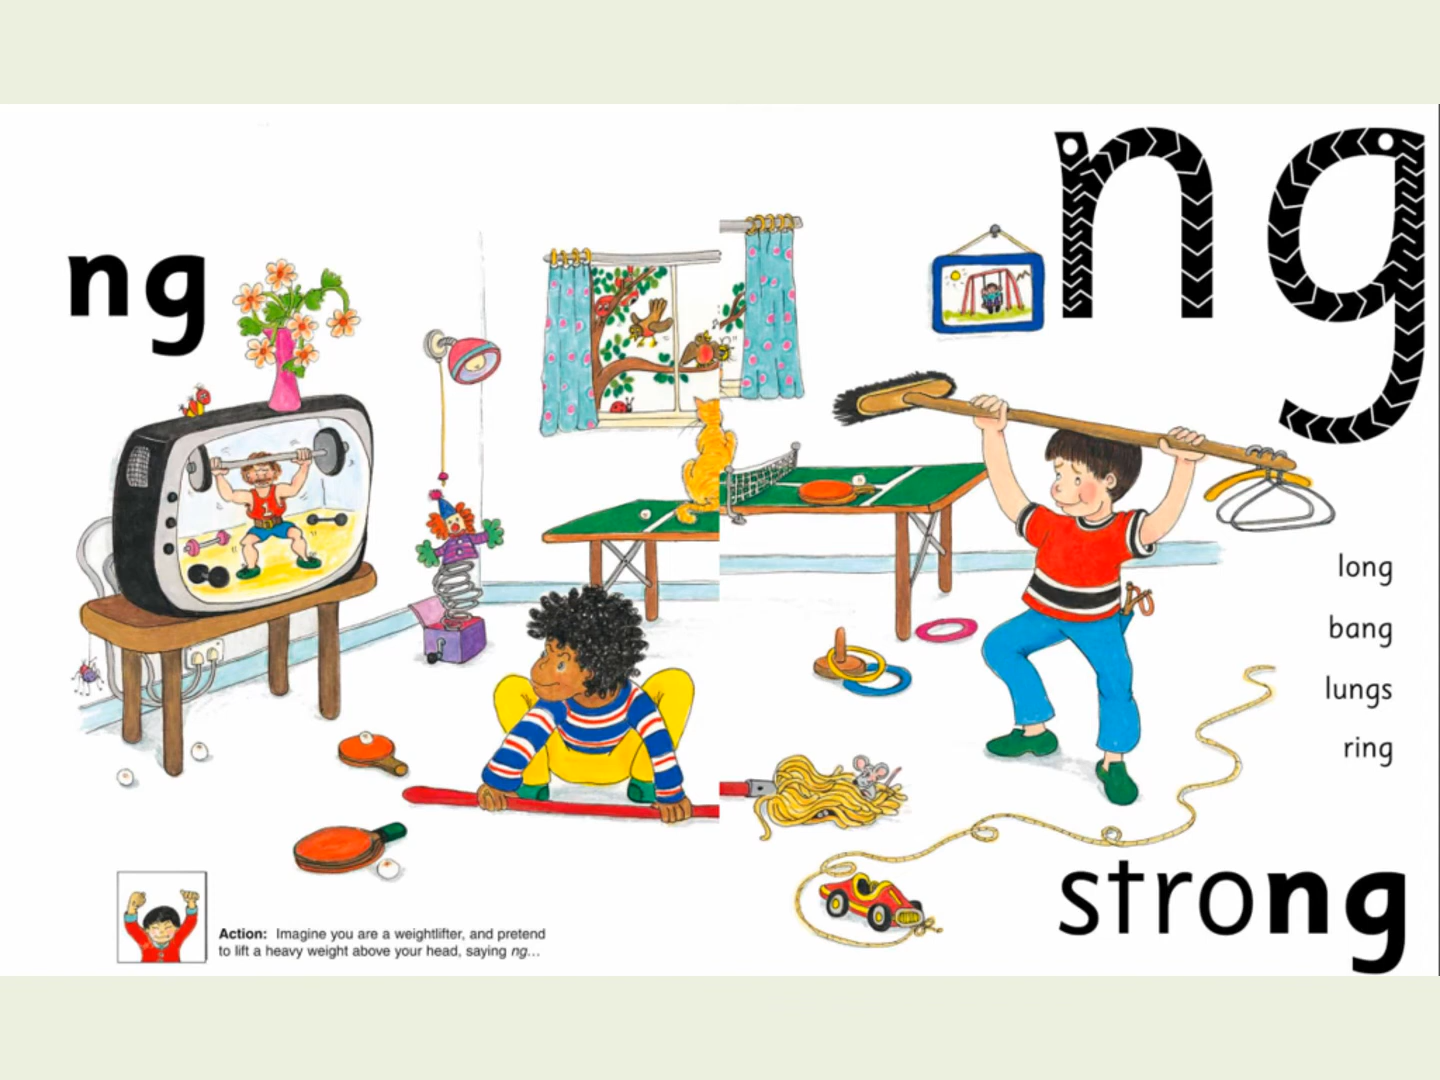 ng
ng
long
bang
lungs
ring
strong
Action: Imagine you are a weightlifter, and pretend
to lift a heavy weight above your head, saying ng...